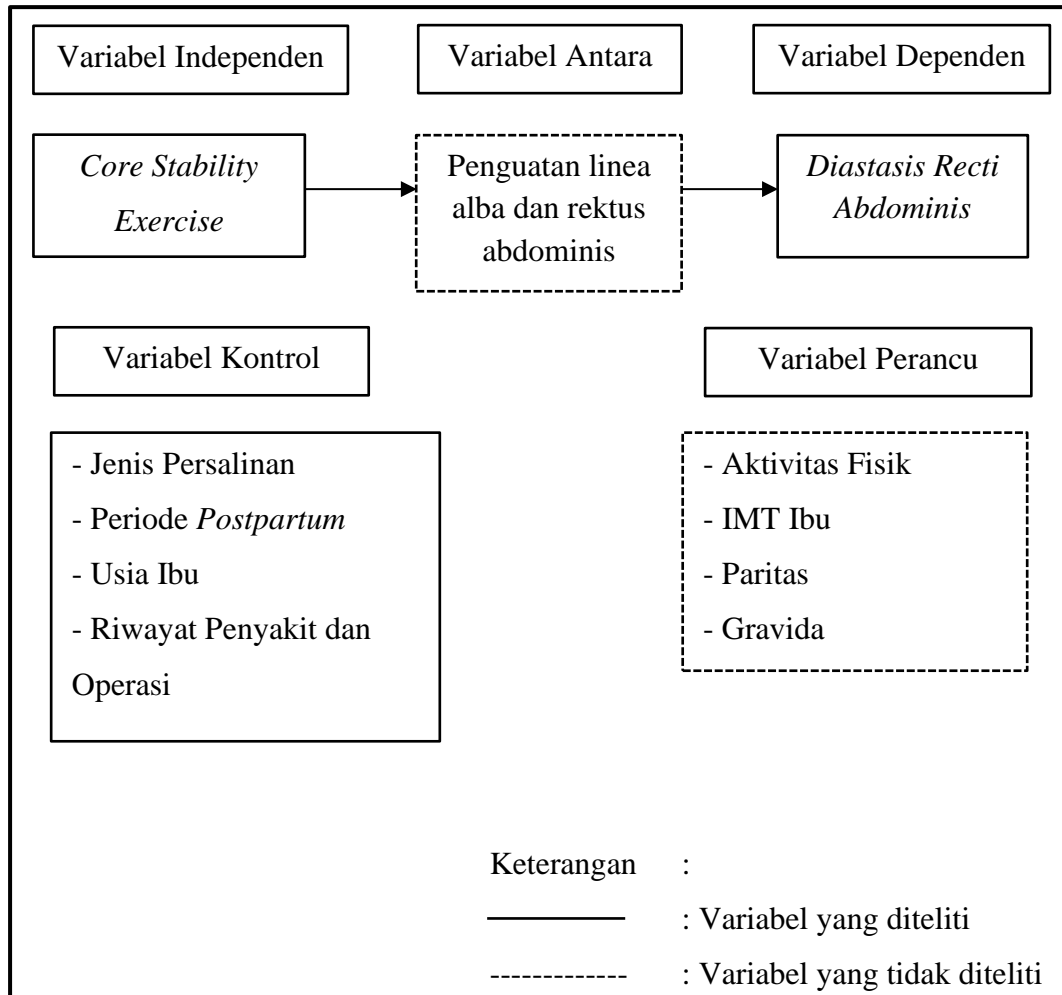 Variabel Independen
Variabel Antara
Variabel Dependen
Core Stability
Exercise
Penguatan linea
alba dan rektus
abdominis
Diastasis Recti
Abdominis
Variabel Kontrol
Variabel Perancu
- Jenis Persalinan
- Periode Postpartum
- Usia Ibu
- Riwayat Penyakit dan
Operasi
- Aktivitas Fisik
- IMT Ibu
- Paritas
- Gravida
Keterangan :
: Variabel yang diteliti
: Variabel yang tidak diteliti